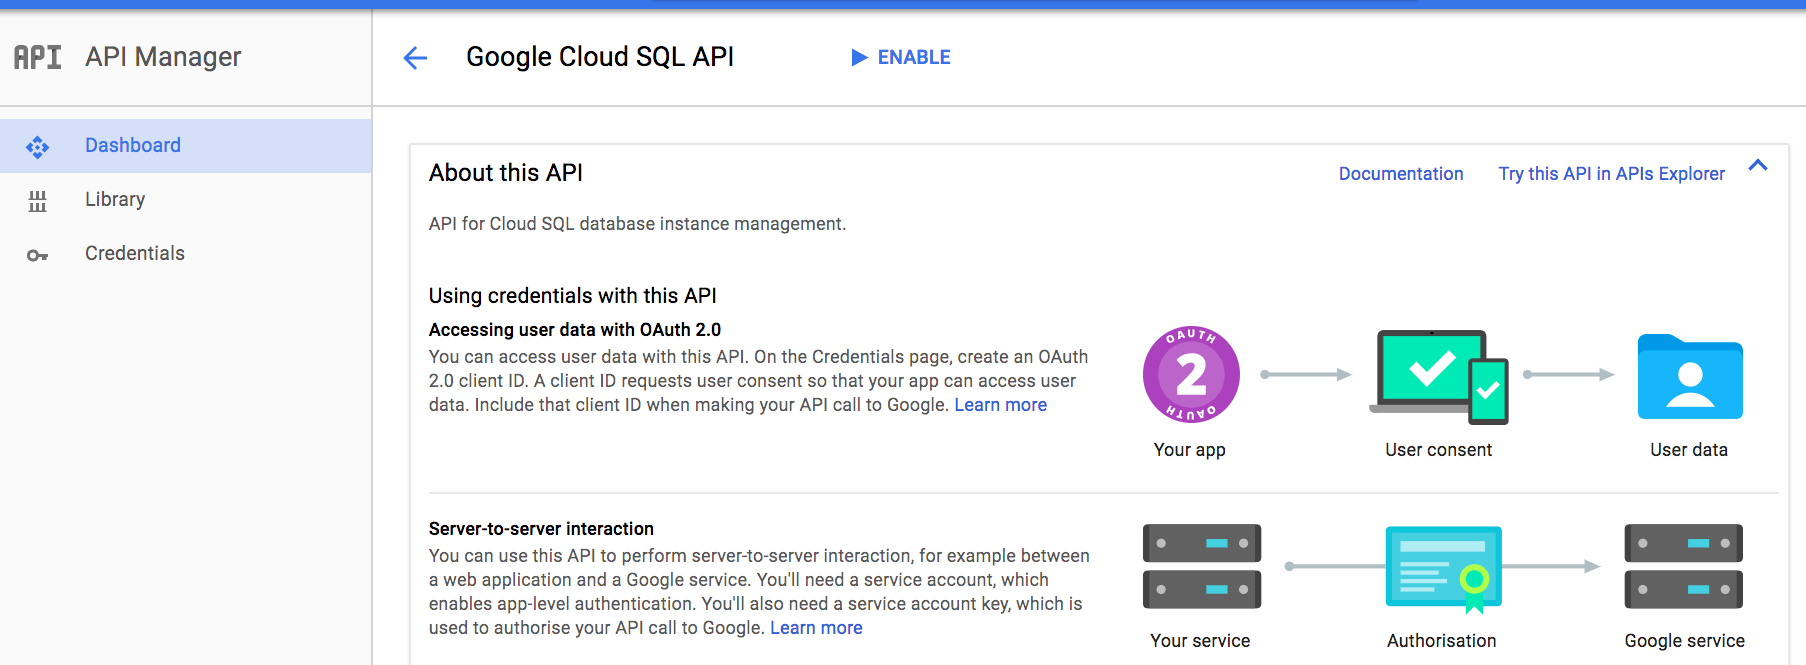 API API Manager
Google Cloud SQL API
ENABLE
Dashboard
Library
Credentials
About this API
Documentation
Try this API in APIs Explorer
API for Cloud SQL database instance management.
Using credentials with this API
Accessing user data with OAuth 2.0
You can access user data with this API. On the Credentials page, create an OAuth
2.0 client ID. A client ID requests user consent so that your app can access user
data. Include that client ID when making your API call to Google. Learn more
OAUTH
2
OAUTH
Your app
User consent
User data
Server-to-server interaction
You can use this API to perform server-to-server interaction, for example between
a web application and a Google service. You'll need a service account, which
enables app-level authentication. You'll also need a service account key, which is
used to authorise your API call to Google. Learn more
Your service
Authorisation
Google service